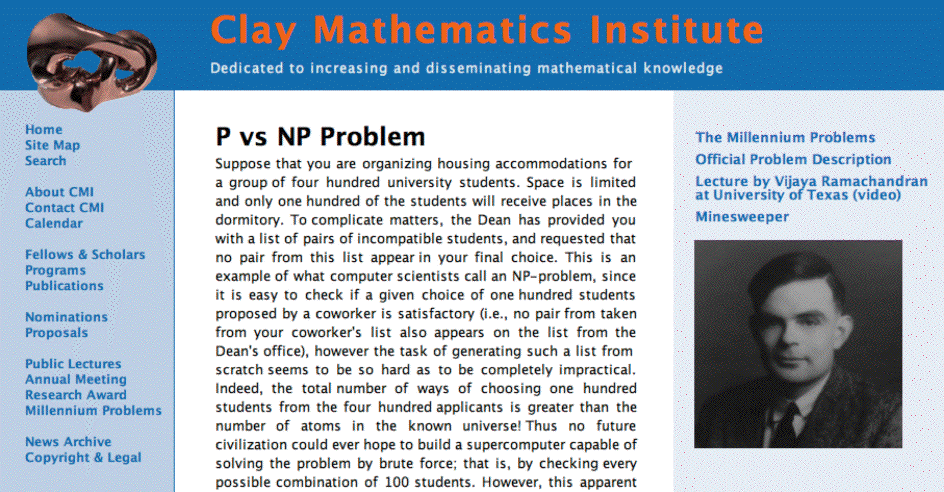 Clay Mathematics Institute
Dedicated to increasing and disseminating mathematical knowledge
Home
Site Map
Search
About CMI
Contact CMI
Calendar
Fellows & Scholars
Programs
Publications
Nominations
Proposals
Public Lectures
Annual Meeting
Research Award
Millennium Problems
News Archive
Copyright & Legal
P vs NP Problem
Suppose that you are organizing housing accommodations for
a group of four hundred university students. Space is limited
and only one hundred of the students will receive places in the
dormitory. To complicate matters, the Dean has provided you
with a list of pairs of incompatible students, and requested that
no pair from this list appear in your final choice. This is an
example of what computer scientists call an NP-problem, since
it is easy to check if a given choice of one hundred students
proposed by a coworker is satisfactory (i.e., no pair from taken
from your coworker's list also appears on the list from the
Dean's office), however the task of generating such a list from
scratch seems to be so hard as to be completely impractical.
Indeed, the total number of ways of choosing one hundred
students from the four hundred applicants is greater than the
number of atoms in the known universe! Thus no future
civilization could ever hope to build a supercomputer capable of
solving the problem by brute force; that is, by checking every
possible combination of 100 students. However, this apparent
The Millennium Problems
Official Problem Description
Lecture by Vijaya Ramachandran
at University of Texas (video)
Minesweeper